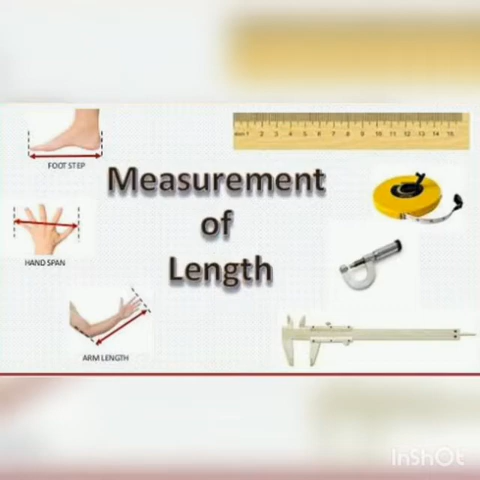 FOOT STEP
mm 1 2 3 4 5 6 7 8 9 10 11 12 13 14 15
Measurement
of
Length
HAND SPAN
ARM LENGTH
InShOt